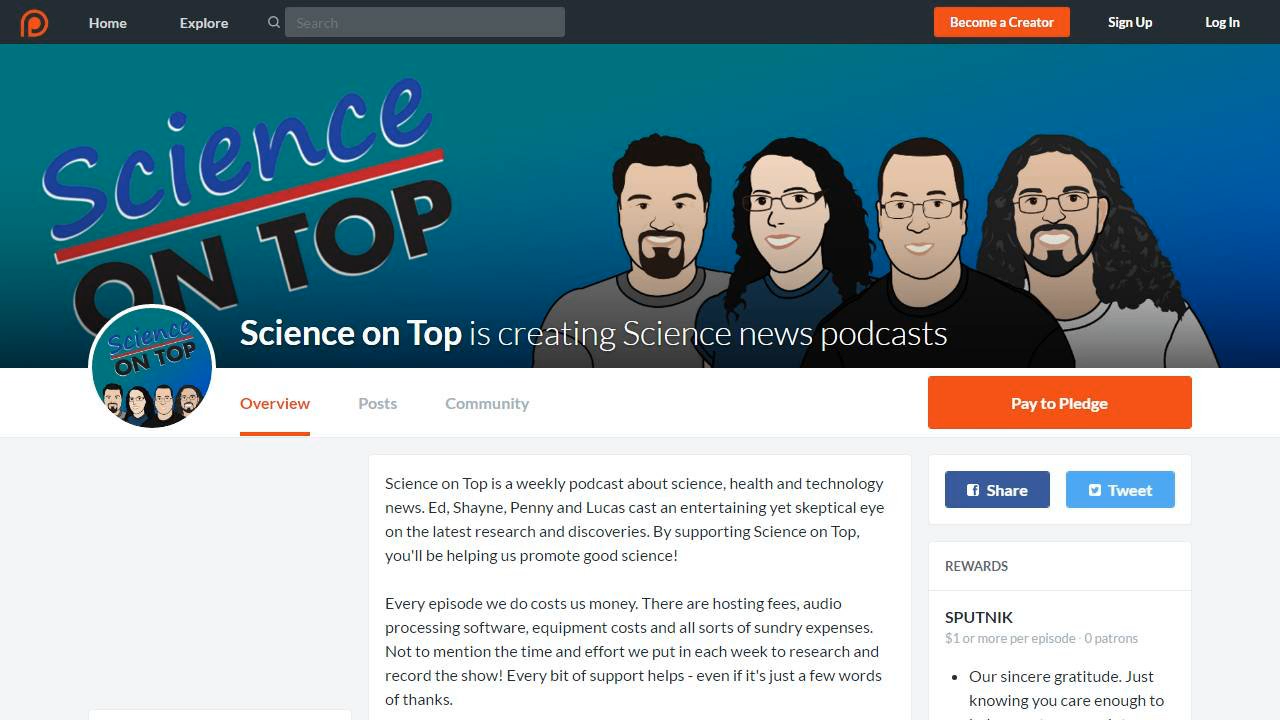 Home
Explore
Search
Become a Creator
Sign Up
Log In
Science
ON TOP
Science
ON TOP
Science on Top is creating Science news podcasts
Overview
Posts
Community
Pay to Pledge
Science on Top is a weekly podcast about science, health and technology
news. Ed, Shayne, Penny and Lucas cast an entertaining yet skeptical eye
on the latest research and discoveries. By supporting Science on Top,
you'll be helping us promote good science!
Every episode we do costs us money. There are hosting fees, audio
processing software, equipment costs and all sorts of sundry expenses.
Not to mention the time and effort we put in each week to research and
record the show! Every bit of support helps - even if it's just a few words
of thanks.
Share
Tweet
REWARDS
SPUTNIK
$1 or more per episode · 0 patrons
• Our sincere gratitude. Just
knowing you care enough to